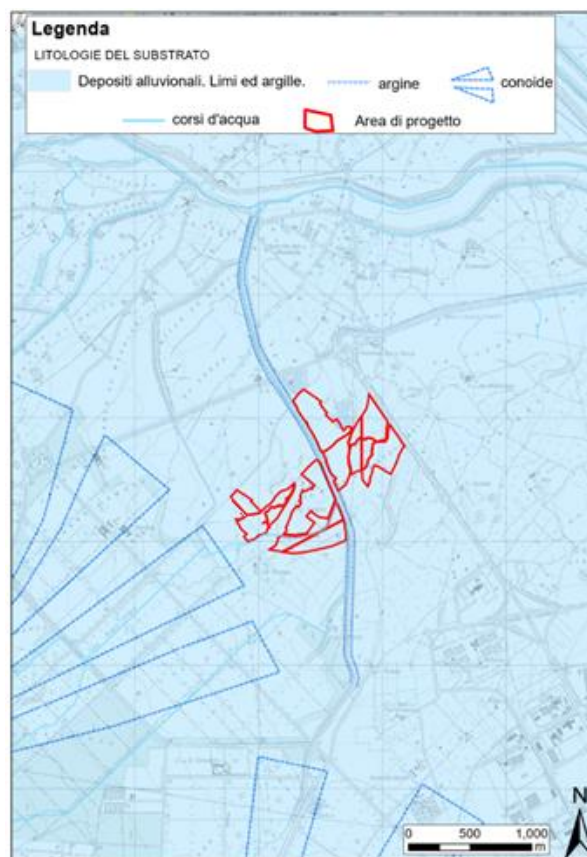 Legenda
LITOLOGIE DEL SUBSTRATO
Depositi alluvionali. Limi ed argille. argine conoide
corsi d'acqua Area di progetto
N
0 500 1,000
m